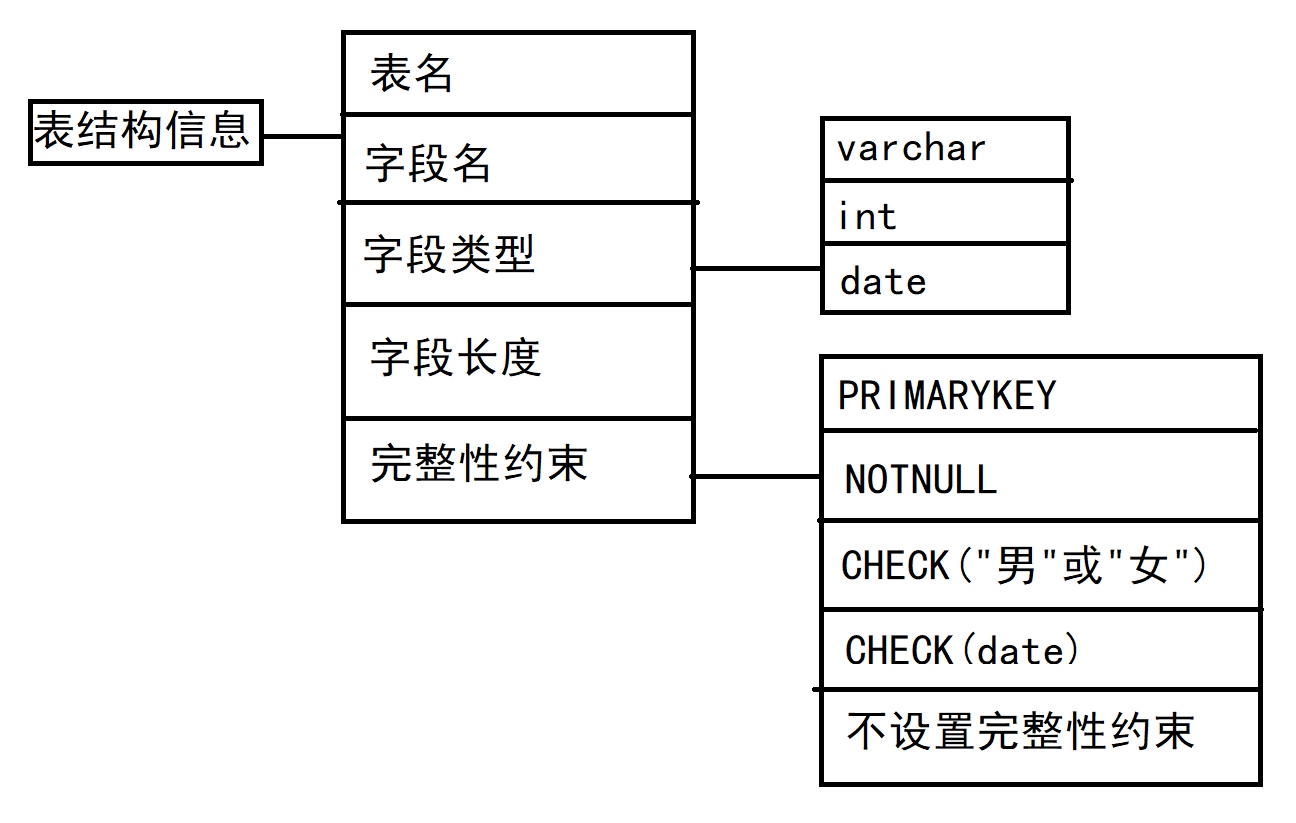 表结构信息
表名
字段名
字段类型
字段长度
完整性约束
varchar
int
date
PRIMARYKEY
NOTNULL
CHECK("男"或"女")
CHECK(date)
不设置完整性约束